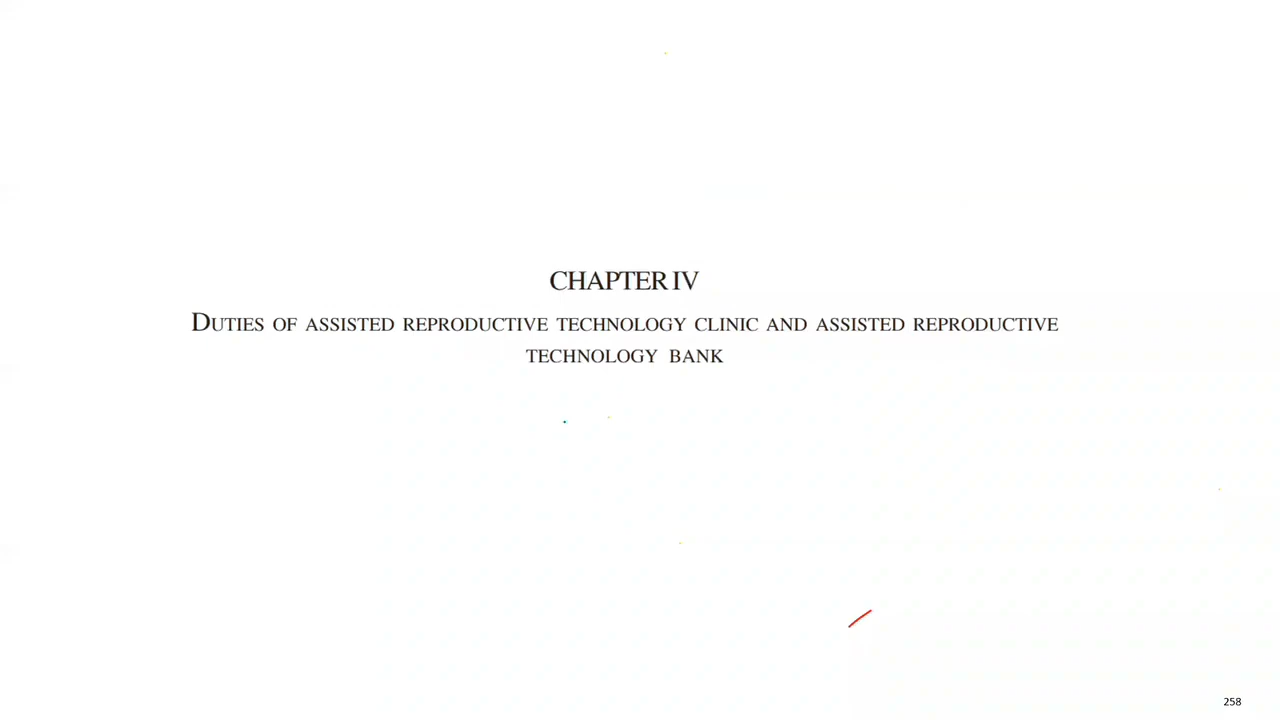 CHAPTER IV
DUTIES OF ASSISTED REPRODUCTIVE TECHNOLOGY CLINIC AND ASSISTED REPRODUCTIVE
TECHNOLOGY BANK
258